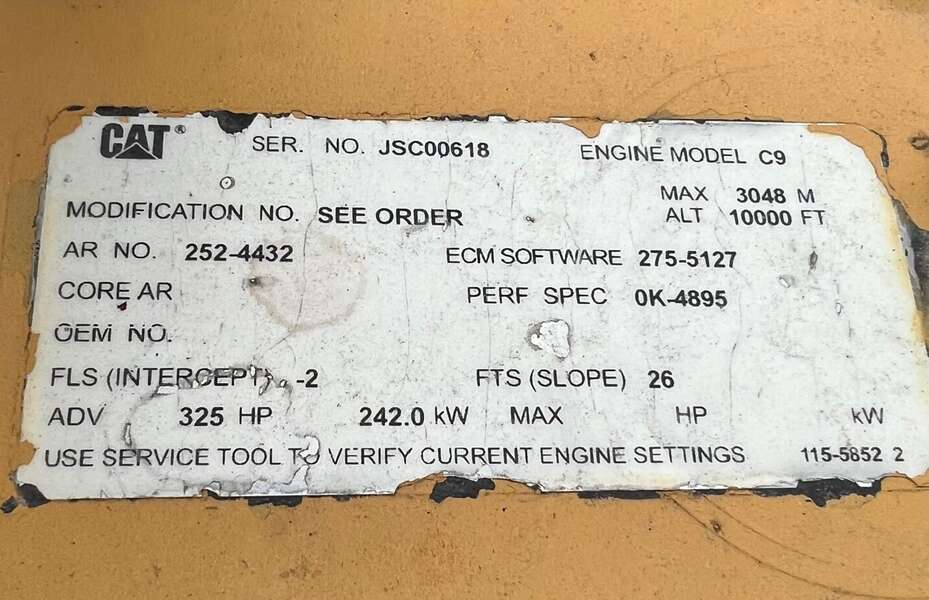 CAT® SER. NO. JSC00618 ENGINE MODEL C9
MAX 3048 M
MODIFICATION NO. SEE ORDER ALT 10000 FT
AR NO. 252-4432 ECM SOFTWARE 275-5127
CORE AR PERF SPEC 0K-4895
OEM NO.
FLS (INTERCEPT) -2 FTS (SLOPE) 26
ADV 325 HP 242.0 kW MAX HP kW
USE SERVICE TOOL TO VERIFY CURRENT ENGINE SETTINGS 115-5852 2